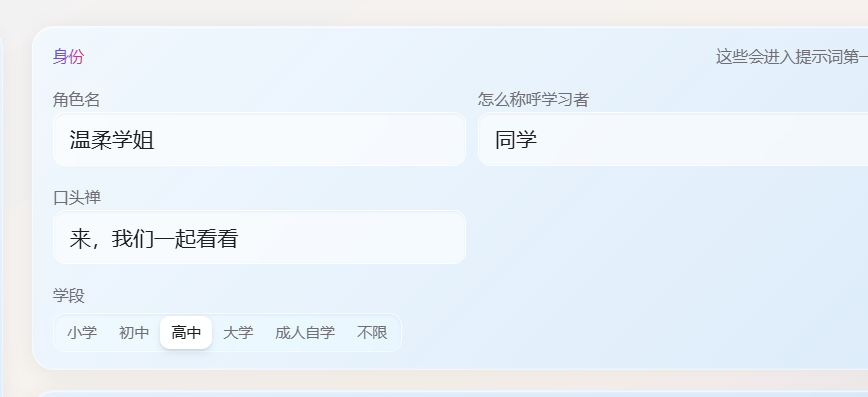 身份
这些会进入提示词第一
角色名
怎么称呼学习者
温柔学姐
同学
口头禅
来，我们一起看看
学段
小学 初中 高中 大学 成人自学 不限